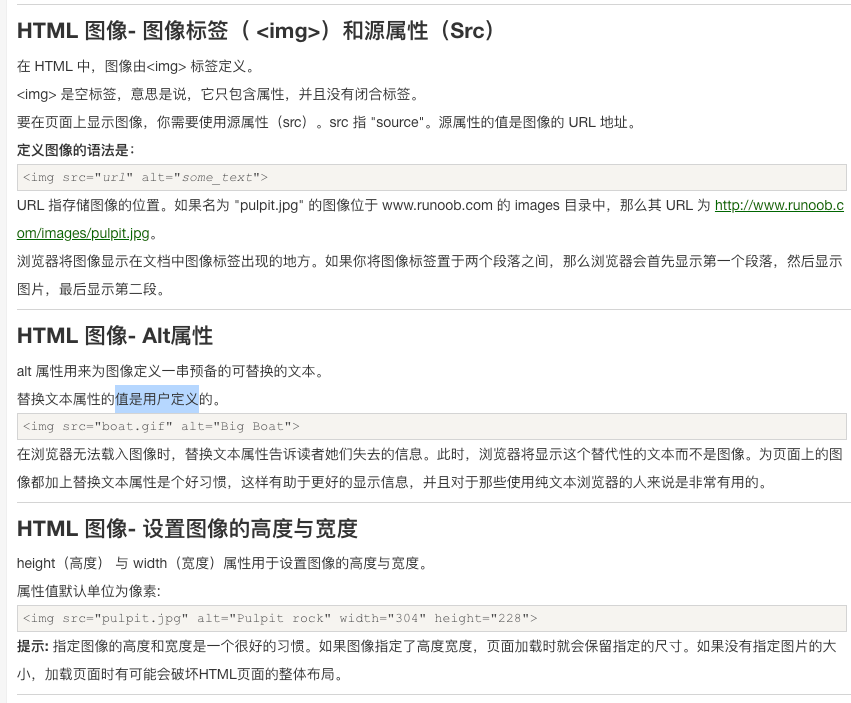 HTML 图像- 图像标签（ <img>）和源属性（Src）
在 HTML 中，图像由<img> 标签定义。
<img> 是空标签，意思是说，它只包含属性，并且没有闭合标签。
要在页面上显示图像，你需要使用源属性（src）。src 指 "source"。源属性的值是图像的 URL 地址。
定义图像的语法是：
<img src="url" alt="some_text">
URL 指存储图像的位置。如果名为 "pulpit.jpg" 的图像位于 www.runoob.com 的 images 目录中，那么其 URL 为 http://www.runoob.c
om/images/pulpit.jpg。
浏览器将图像显示在文档中图像标签出现的地方。如果你将图像标签置于两个段落之间，那么浏览器会首先显示第一个段落，然后显示
图片，最后显示第二段。
HTML 图像- Alt属性
alt 属性用来为图像定义一串预备的可替换的文本。
替换文本属性的值是用户定义的。
<img src="boat.gif" alt="Big Boat">
在浏览器无法载入图像时，替换文本属性告诉读者她们失去的信息。此时，浏览器将显示这个替代性的文本而不是图像。为页面上的图
像都加上替换文本属性是个好习惯，这样有助于更好的显示信息，并且对于那些使用纯文本浏览器的人来说是非常有用的。
HTML 图像- 设置图像的高度与宽度
height（高度） 与 width（宽度）属性用于设置图像的高度与宽度。
属性值默认单位为像素:
<img src="pulpit.jpg" alt="Pulpit rock" width="304" height="228">
提示: 指定图像的高度和宽度是一个很好的习惯。如果图像指定了高度宽度，页面加载时就会保留指定的尺寸。如果没有指定图片的大
小，加载页面时有可能会破坏HTML页面的整体布局。